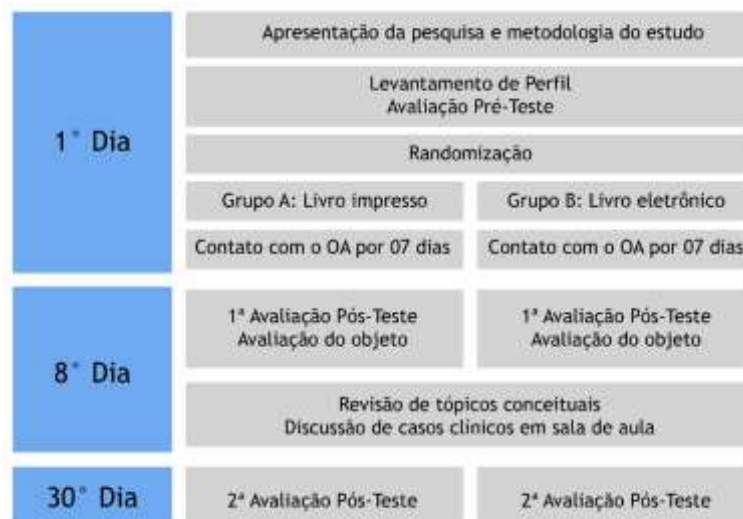 1° Dia
Apresentação da pesquisa e metodologia do estudo
Levantamento de Perfil
Avaliação Pré-Teste
Randomização
Grupo A: Livro impresso
Grupo B: Livro eletrônico
Contato com o OA por 07 dias
Contato com o OA por 07 dias
8° Dia
1ª Avaliação Pós-Teste
Avaliação do objeto
1ª Avaliação Pós-Teste
Avaliação do objeto
Revisão de tópicos conceituais
Discussão de casos clínicos em sala de aula
30° Dia
2ª Avaliação Pós-Teste
2ª Avaliação Pós-Teste